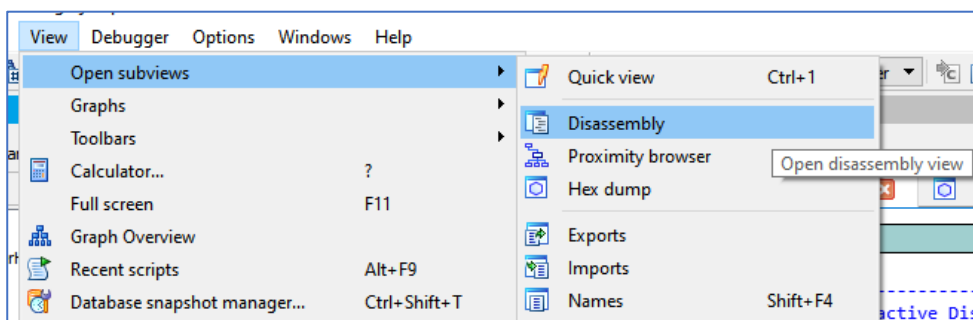 View Debugger Options Windows Help
Open subviews
Graphs
Toolbars
Calculator... ?
Full screen F11
Graph Overview
Recent scripts Alt+F9
Database snapshot manager... Ctrl+Shift+T
Quick view Ctrl+1
Disassembly
Proximity browser
Open disassembly view
Hex dump
Exports
Imports
Names Shift+F4
active Dis